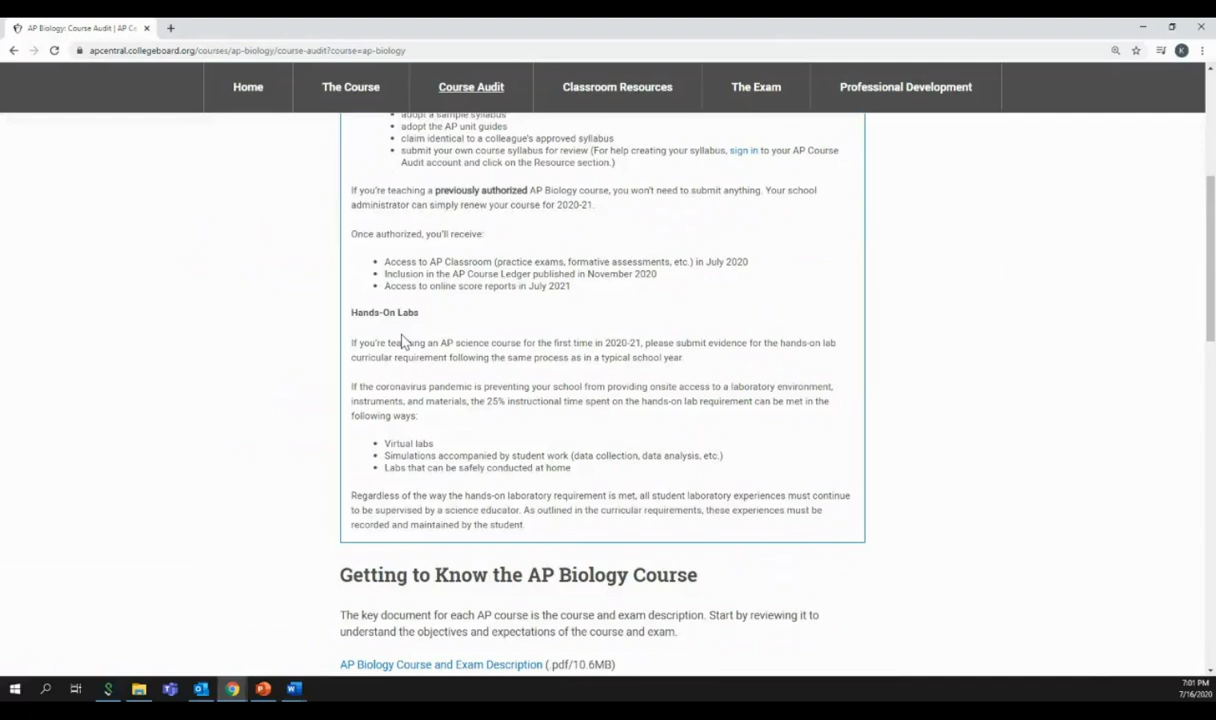 AP Biology: Course Audit | AP Ce
apcentral.collegeboard.org/courses/ap-biology/course-audit?course=ap-biology
K
Home
The Course
Course Audit
Classroom Resources
The Exam
Professional Development
adopt a sample syllabus
• adopt the AP unit guides
• claim identical to a colleague's approved syllabus
• submit your own course syllabus for review (For help creating your syllabus, sign in to your AP Course
Audit account and click on the Resource section.)
If you're teaching a previously authorized AP Biology course, you won't need to submit anything. Your school
administrator can simply renew your course for 2020-21.
Once authorized, you'll receive:
• Access to AP Classroom (practice exams, formative assessments, etc.) in July 2020
• Inclusion in the AP Course Ledger published in November 2020
• Access to online score reports in July 2021
Hands-On Labs
If you're teaching an AP science course for the first time in 2020-21, please submit evidence for the hands-on lab
curricular requirement following the same process as in a typical school year.
If the coronavirus pandemic is preventing your school from providing onsite access to a laboratory environment,
instruments, and materials, the 25% instructional time spent on the hands-on lab requirement can be met in the
following ways:
• Virtual labs
• Simulations accompanied by student work (data collection, data analysis, etc.)
• Labs that can be safely conducted at home
Regardless of the way the hands-on laboratory requirement is met, all student laboratory experiences must continue
to be supervised by a science educator. As outlined in the curricular requirements, these experiences must be
recorded and maintained by the student.
Getting to Know the AP Biology Course
The key document for each AP course is the course and exam description. Start by reviewing it to
understand the objectives and expectations of the course and exam.
AP Biology Course and Exam Description (.pdf/10.6MB)
7:01 PM
7/16/2020